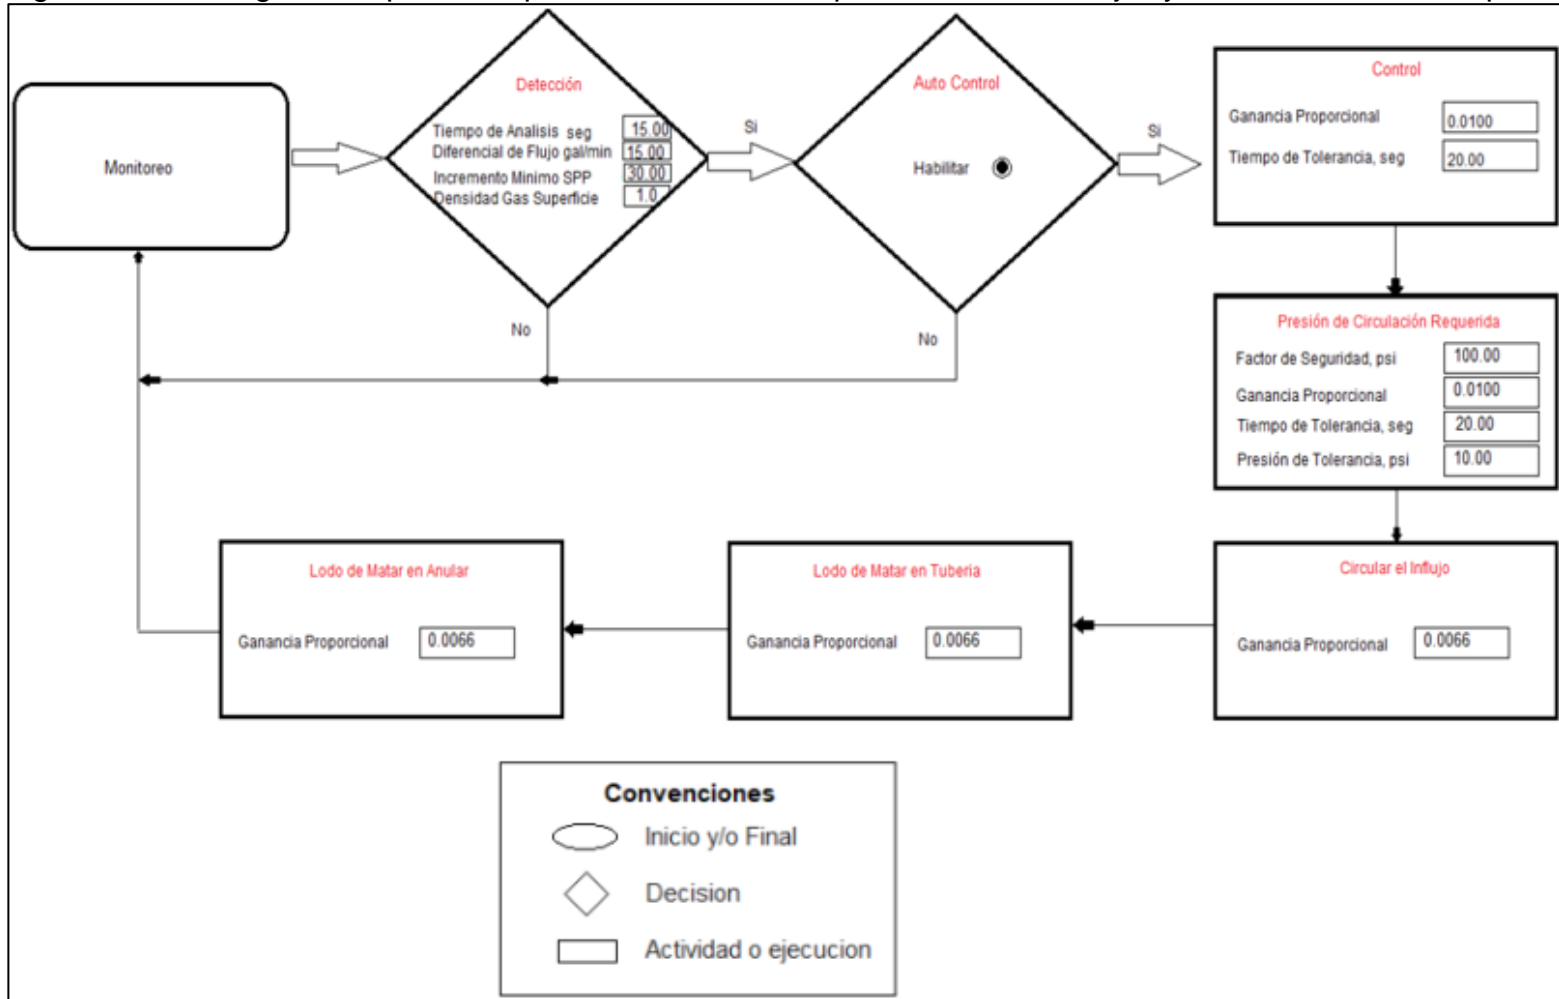 Monitoreo
Detección
Tiempo de Analisis seg 15.00
Diferencial de Flujo gal/min 15.00
Incremento Minimo SPP 30.00
Densidad Gas Superficie 1.0
Si
No
Auto Control
Habilitar
Si
No
Control
Ganancia Proporcional 0.0100
Tiempo de Tolerancia, seg 20.00
Presión de Circulación Requerida
Factor de Seguridad, psi 100.00
Ganancia Proporcional 0.0100
Tiempo de Tolerancia, seg 20.00
Presión de Tolerancia, psi 10.00
Circular el Influjo
Ganancia Proporcional 0.0066
Lodo de Matar en Tuberia
Ganancia Proporcional 0.0066
Lodo de Matar en Anular
Ganancia Proporcional 0.0066
Convenciones
Inicio y/o Final
Decision
Actividad o ejecucion